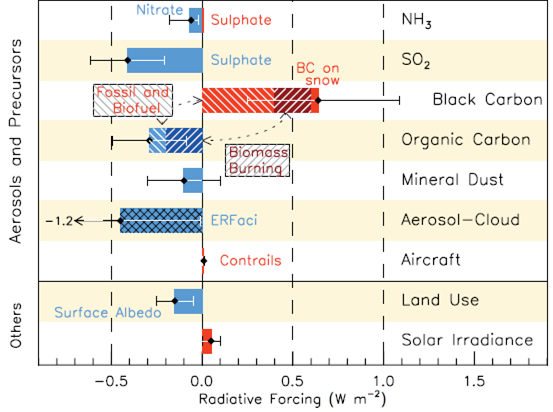 Nitrate
Sulphate
NH3
Sulphate
SO2
BC on
snow
Black Carbon
Fossil and
Biofuel
Organic Carbon
Biomass
Burning
Mineral Dust
-1.2
ERFaci
Aerosol-Cloud
Contrails
Aircraft
Surface Albedo
Land Use
Solar Irradiance
Aerosols and Precursors
Others
-0.5 0.0 0.5 1.0 1.5
Radiative Forcing (W m-2)